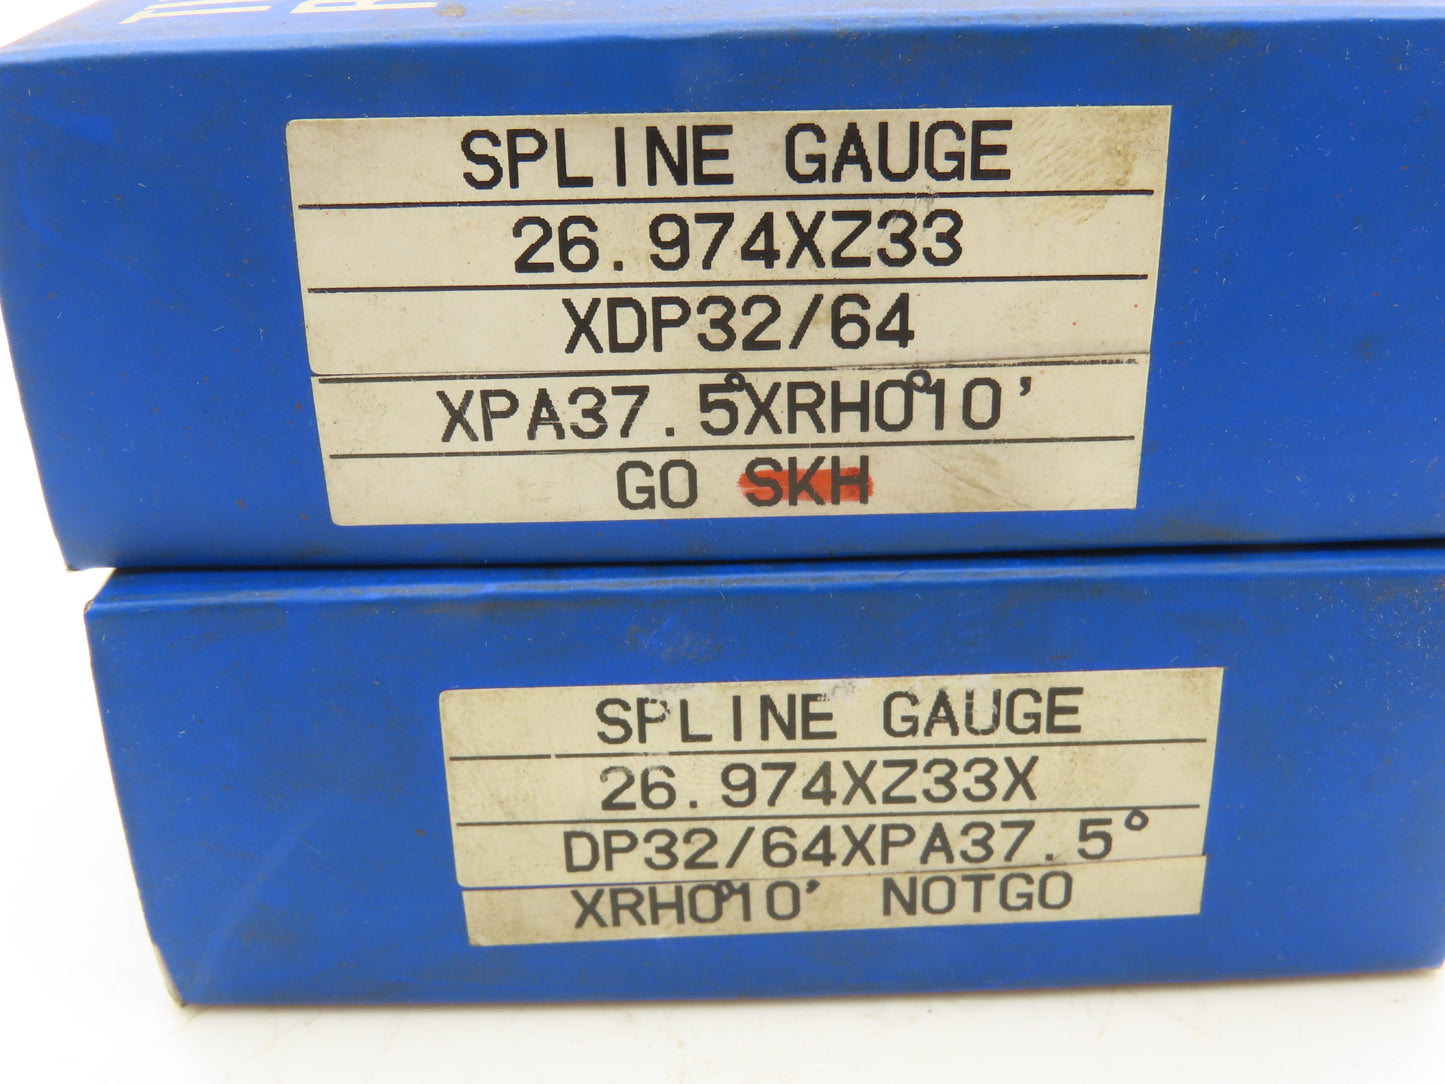 SPLINE GAUGE
26.974XZ33
XDP32/64
XPA37.5°XRH0°10'
GO SKH
SPLINE GAUGE
26.974XZ33X
DP32/64XPA37.5°
XRH0°10' NOTGO